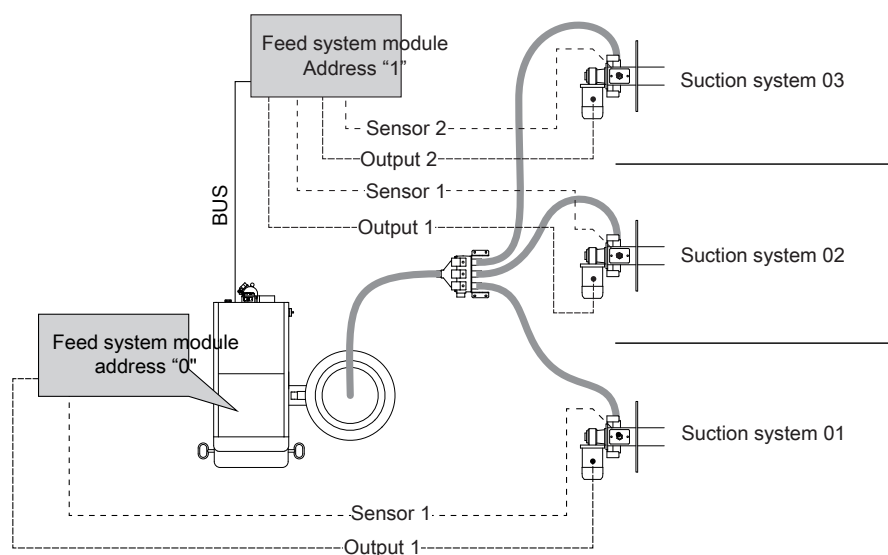 Feed system module
Address “1”
Suction system 03
Sensor 2
Output 2
Sensor 1
BUS
Output 1
Suction system 02
Feed system module
address “0"
Suction system 01
Sensor 1
Output 1